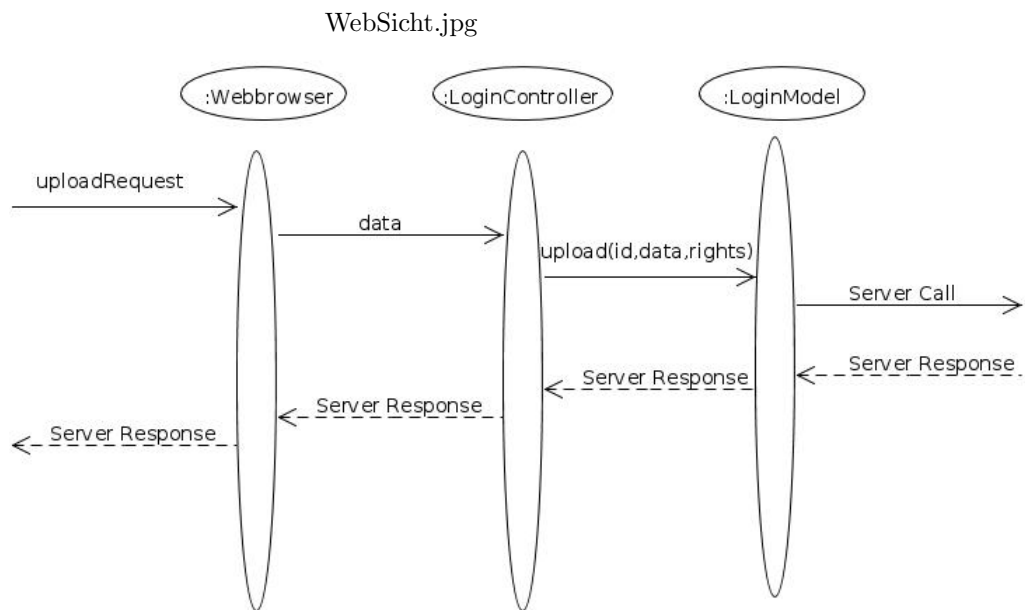 WebSicht.jpg
:Webbrowser
:LoginController
:LoginModel
uploadRequest
data
upload(id,data,rights)
Server Call
Server Response
Server Response
Server Response
Server Response